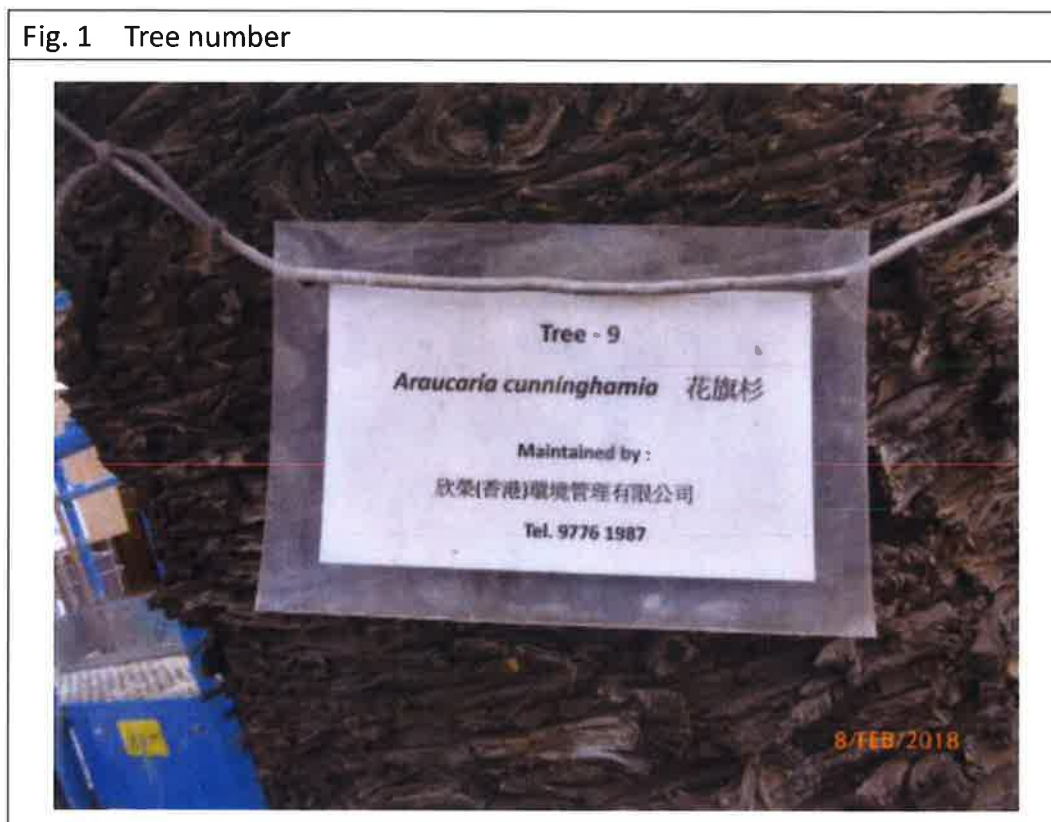 Fig. 1 Tree number
Tree - 9
Araucaria cunninghamia 花旗杉
Maintained by :
欣榮(香港)環境管理有限公司
Tel. 9776 1987
8/FEB/2018